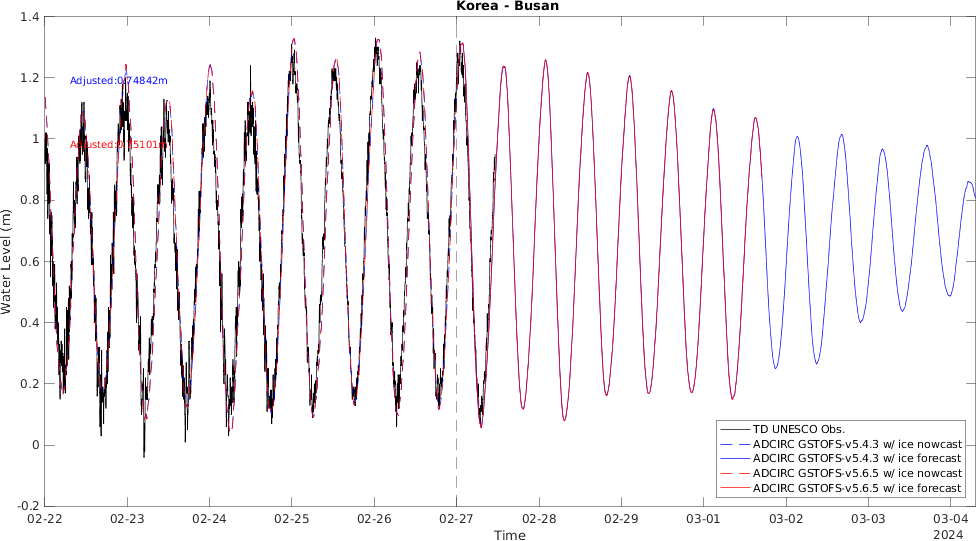 Korea - Busan
1.4
1.2
1
0.8
0.6
0.4
0.2
0
-0.2
Water Level (m)
Adjusted:0.74842m
02-22
02-23
02-24
02-25
02-26
02-27
02-28
02-29
03-01
03-02
03-03
03-04
2024
Time
TD UNESCO Obs.
ADCIRC GSTOFS-v5.4.3 w/ ice nowcast
ADCIRC GSTOFS-v5.4.3 w/ ice forecast
ADCIRC GSTOFS-v5.6.5 w/ ice nowcast
ADCIRC GSTOFS-v5.6.5 w/ ice forecast